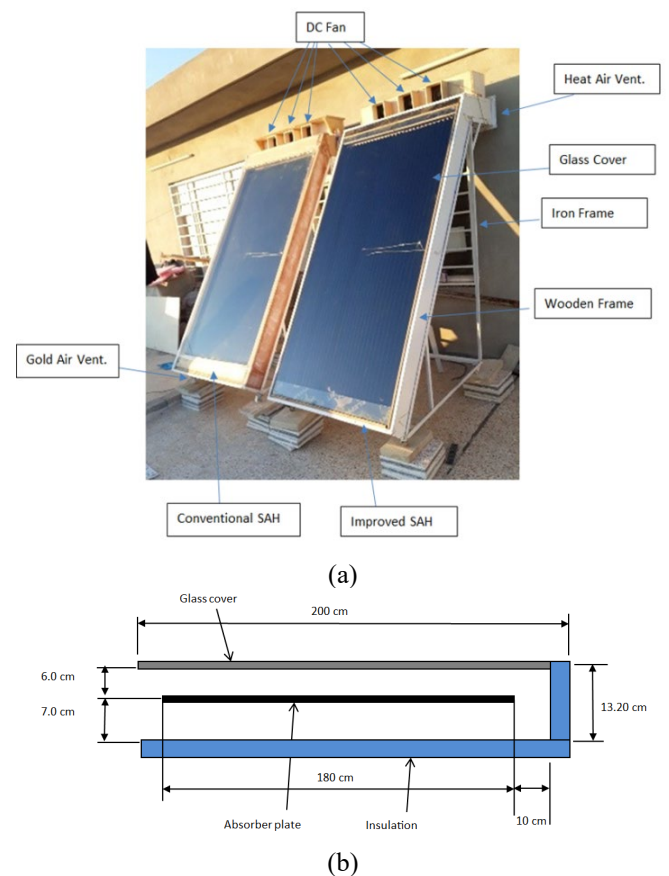 DC Fan
Heat Air Vent.
Glass Cover
Iron Frame
Wooden Frame
Gold Air Vent.
Conventional SAH
Improved SAH
(a)
Glass cover
200 cm
6.0 cm
7.0 cm
13.20 cm
180 cm
10 cm
Absorber plate
Insulation
(b)